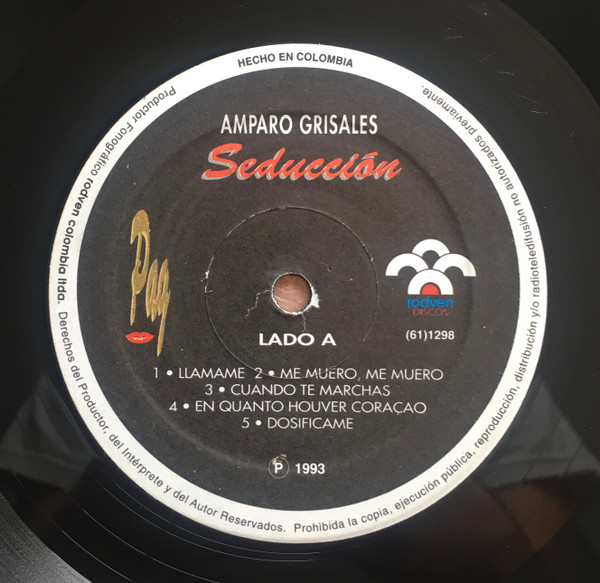 HECHO EN COLOMBIA
AMPARO GRISALES
Seducción
rodven
DISCOS
LADO A
(61)1298
1 • LLAMAME 2 • ME MUERO, ME MUERO
3 • CUANDO TE MARCHAS
4 • EN QUANTO HOUVER CORAÇAO
5 • DOSIFICAME
P 1993
Productor Fonográfico rodven colombia ltda. Derechos del Productor, del Intérprete y del Autor Reservados. Prohibida la copia, ejecución pública, reproducción, distribución y/o radioteledifusión no autorizados previamente.